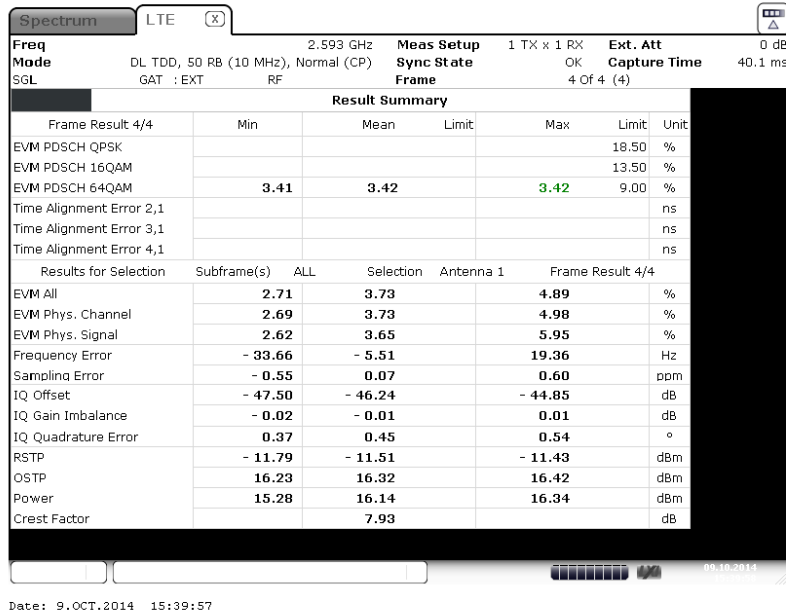 Spectrum LTE X
Freq 2.593 GHz Meas Setup 1 TX x 1 RX Ext. Att 0 dB
Mode DL TDD, 50 RB (10 MHz), Normal (CP) Sync State OK Capture Time 40.1 ms
SGL GAT : EXT RF Frame 4 Of 4 (4)
Result Summary
Frame Result 4/4 Min Mean Limit Max Limit Unit
EVM PDSCH QPSK 18.50 %
EVM PDSCH 16QAM 13.50 %
EVM PDSCH 64QAM 3.41 3.42 3.42 9.00 %
Time Alignment Error 2,1 ns
Time Alignment Error 3,1 ns
Time Alignment Error 4,1 ns
Results for Selection Subframe(s) ALL Selection Antenna 1 Frame Result 4/4
EVM All 2.71 3.73 4.89 %
EVM Phys. Channel 2.69 3.73 4.98 %
EVM Phys. Signal 2.62 3.65 5.95 %
Frequency Error - 33.66 - 5.51 19.36 Hz
Sampling Error - 0.55 0.07 0.60 ppm
IQ Offset - 47.50 - 46.24 - 44.85 dB
IQ Gain Imbalance - 0.02 - 0.01 0.01 dB
IQ Quadrature Error 0.37 0.45 0.54 °
RSTP - 11.79 - 11.51 - 11.43 dBm
OSTP 16.23 16.32 16.42 dBm
Power 15.28 16.14 16.34 dBm
Crest Factor 7.93 dB
09.10.2014
Date: 9.OCT.2014 15:39:57